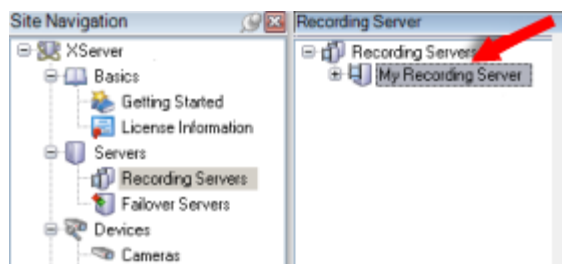 Site Navigation
XServer
Basics
Getting Started
License Information
Servers
Recording Servers
Failover Servers
Devices
Cameras
Recording Server
Recording Servers
My Recording Server